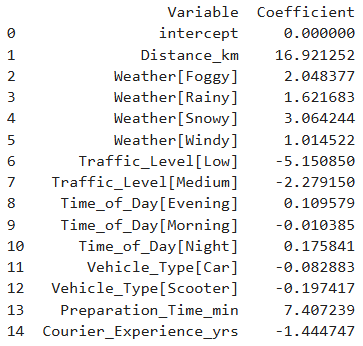 Variable Coefficient
0 intercept 0.000000
1 Distance_km 16.921252
2 Weather[Foggy] 2.048377
3 Weather[Rainy] 1.621683
4 Weather[Snowy] 3.064244
5 Weather[Windy] 1.014522
6 Traffic_Level[Low] -5.150850
7 Traffic_Level[Medium] -2.279150
8 Time_of_Day[Evening] 0.109579
9 Time_of_Day[Morning] -0.010385
10 Time_of_Day[Night] 0.175841
11 Vehicle_Type[Car] -0.082883
12 Vehicle_Type[Scooter] -0.197417
13 Preparation_Time_min 7.407239
14 Courier_Experience_yrs -1.444747